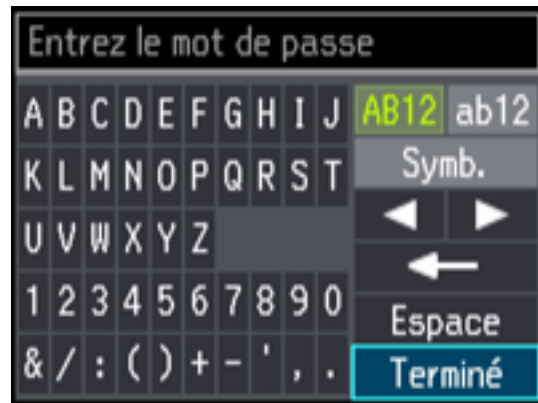 Entrez le mot de passe
A B C D E F G H I J AB12 ab12
K L M N O P Q R S T Symb.
U V W X Y Z
1 2 3 4 5 6 7 8 9 0 Espace
& / : ( ) + - ' , . Terminé